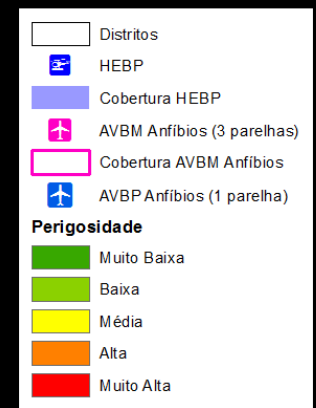 Distritos
HEBP
Cobertura HEBP
AVBM Anfíbios (3 parelhas)
Cobertura AVBM Anfíbios
AVBP Anfíbios (1 parelha)
Perigosidade
Muito Baixa
Baixa
Média
Alta
Muito Alta